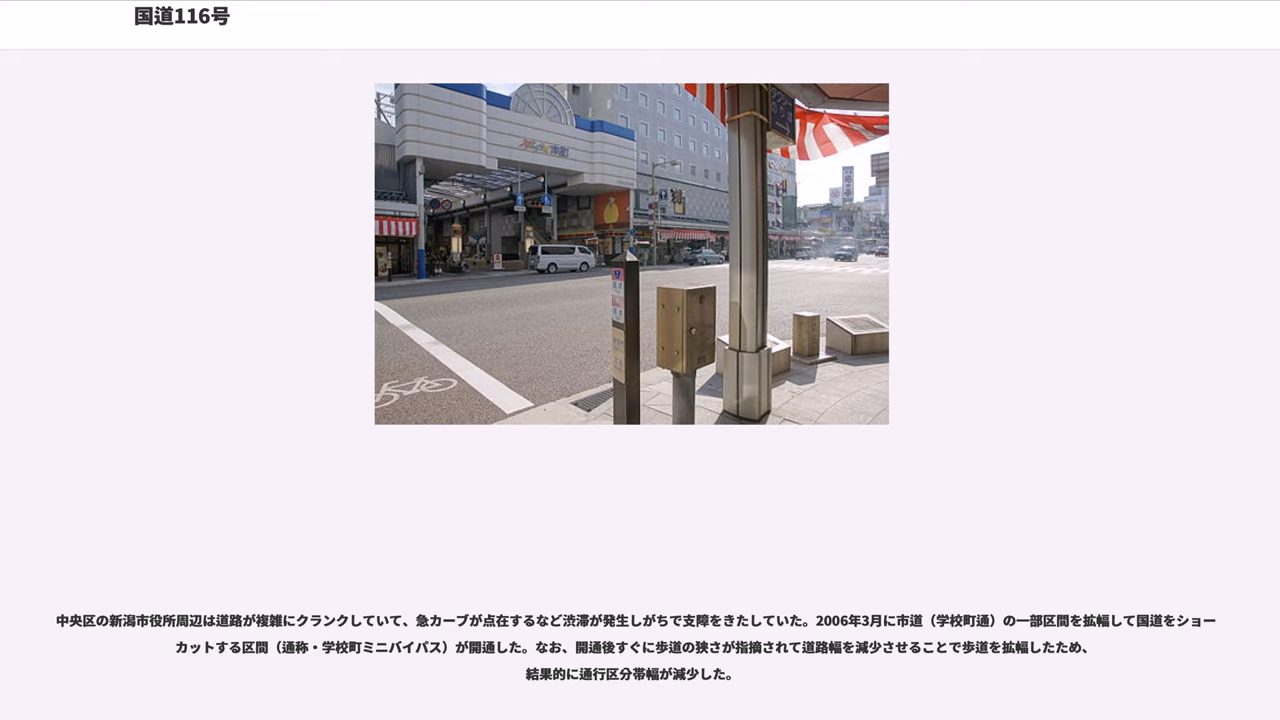 国道116号
中央区の新潟市役所周辺は道路が複雑にクランクしていて、急カーブが点在するなど渋滞が発生しがちで支障をきたしていた。2006年3月に市道（学校町通）の一部区間を拡幅して国道をショー
カットする区間（通称・学校町ミニバイパス）が開通した。なお、開通後すぐに歩道の狭さが指摘されて道路幅を減少させることで歩道を拡幅したため、
結果的に通行区分帯幅が減少した。